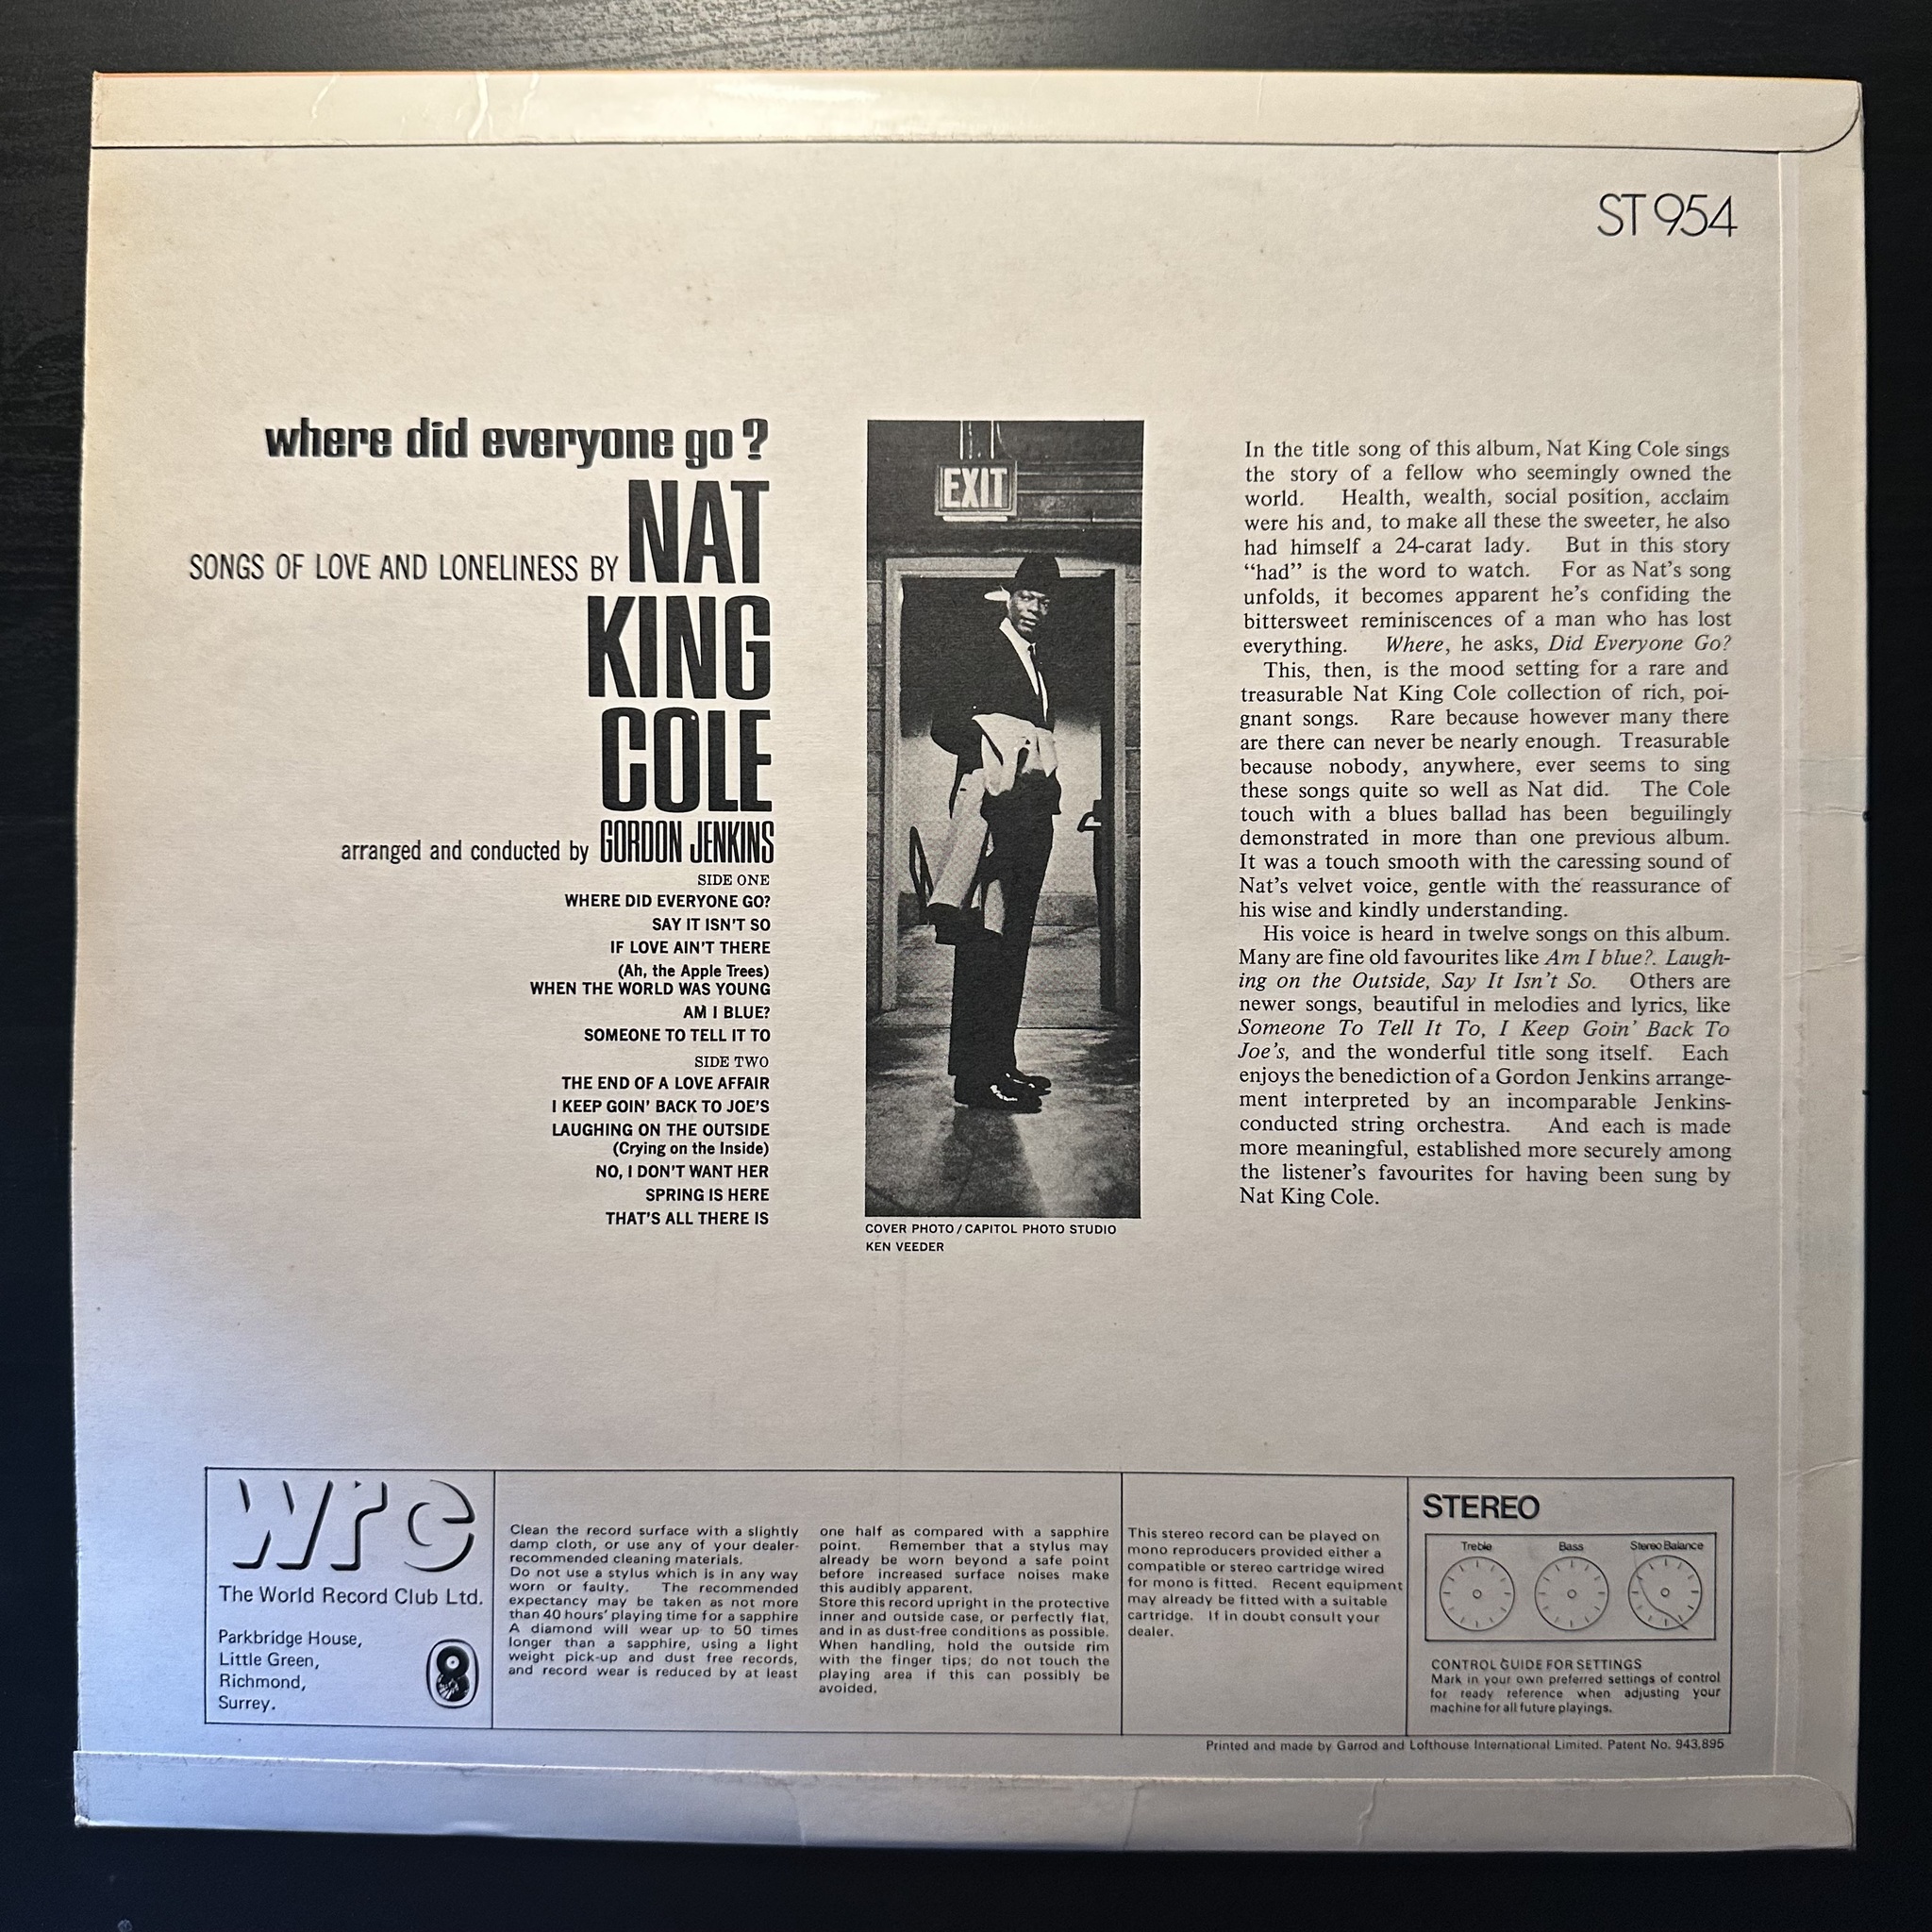 ST 954
where did everyone go?
SONGS OF LOVE AND LONELINESS BY NAT
KING
COLE
arranged and conducted by GORDON JENKINS
SIDE ONE
WHERE DID EVERYONE GO?
SAY IT ISN'T SO
IF LOVE AIN'T THERE
(Ah, the Apple Trees)
WHEN THE WORLD WAS YOUNG
AM I BLUE?
SOMEONE TO TELL IT TO
SIDE TWO
THE END OF A LOVE AFFAIR
I KEEP GOIN' BACK TO JOE'S
LAUGHING ON THE OUTSIDE
(Crying on the Inside)
NO, I DON'T WANT HER
SPRING IS HERE
THAT'S ALL THERE IS
EXIT
COVER PHOTO / CAPITOL PHOTO STUDIO
KEN VEEDER
In the title song of this album, Nat King Cole sings
the story of a fellow who seemingly owned the
world. Health, wealth, social position, acclaim
were his and, to make all these the sweeter, he also
had himself a 24-carat lady. But in this story
“had” is the word to watch. For as Nat's song
unfolds, it becomes apparent he's confiding the
bittersweet reminiscences of a man who has lost
everything. Where, he asks, Did Everyone Go?
This, then, is the mood setting for a rare and
treasurable Nat King Cole collection of rich, poi-
gnant songs. Rare because however many there
are there can never be nearly enough. Treasurable
because nobody, anywhere, ever seems to sing
these songs quite so well as Nat did. The Cole
touch with a blues ballad has been beguilingly
demonstrated in more than one previous album.
It was a touch smooth with the caressing sound of
Nat's velvet voice, gentle with the reassurance of
his wise and kindly understanding.
His voice is heard in twelve songs on this album.
Many are fine old favourites like Am I blue?. Laugh-
ing on the Outside, Say It Isn't So. Others are
newer songs, beautiful in melodies and lyrics, like
Someone To Tell It To, I Keep Goin' Back To
Joe's, and the wonderful title song itself. Each
enjoys the benediction of a Gordon Jenkins arrange-
ment interpreted by an incomparable Jenkins-
conducted string orchestra. And each is made
more meaningful, established more securely among
the listener's favourites for having been sung by
Nat King Cole.
wrc
The World Record Club Ltd.
Parkbridge House,
Little Green,
Richmond,
Surrey.
Clean the record surface with a slightly
damp cloth, or use any of your dealer-
recommended cleaning materials.
Do not use a stylus which is in any way
worn or faulty. The recommended
expectancy may be taken as not more
than 40 hours' playing time for a sapphire
A diamond will wear up to 50 times
longer than a sapphire, using a light
weight pick-up and dust free records,
and record wear is reduced by at least
one half as compared with a sapphire
point. Remember that a stylus may
already be worn beyond a safe point
before increased surface noises make
this audibly apparent.
Store this record upright in the protective
inner and outside case, or perfectly flat,
and in as dust-free conditions as possible.
When handling, hold the outside rim
with the finger tips; do not touch the
playing area if this can possibly be
avoided.
This stereo record can be played on
mono reproducers provided either a
compatible or stereo cartridge wired
for mono is fitted. Recent equipment
may already be fitted with a suitable
cartridge. If in doubt consult your
dealer.
STEREO
Treble Bass Stereo Balance
CONTROL GUIDE FOR SETTINGS
Mark in your own preferred settings of control
for ready reference when adjusting your
machine for all future playings.
Printed and made by Garrod and Lofthouse International Limited. Patent No. 943,895